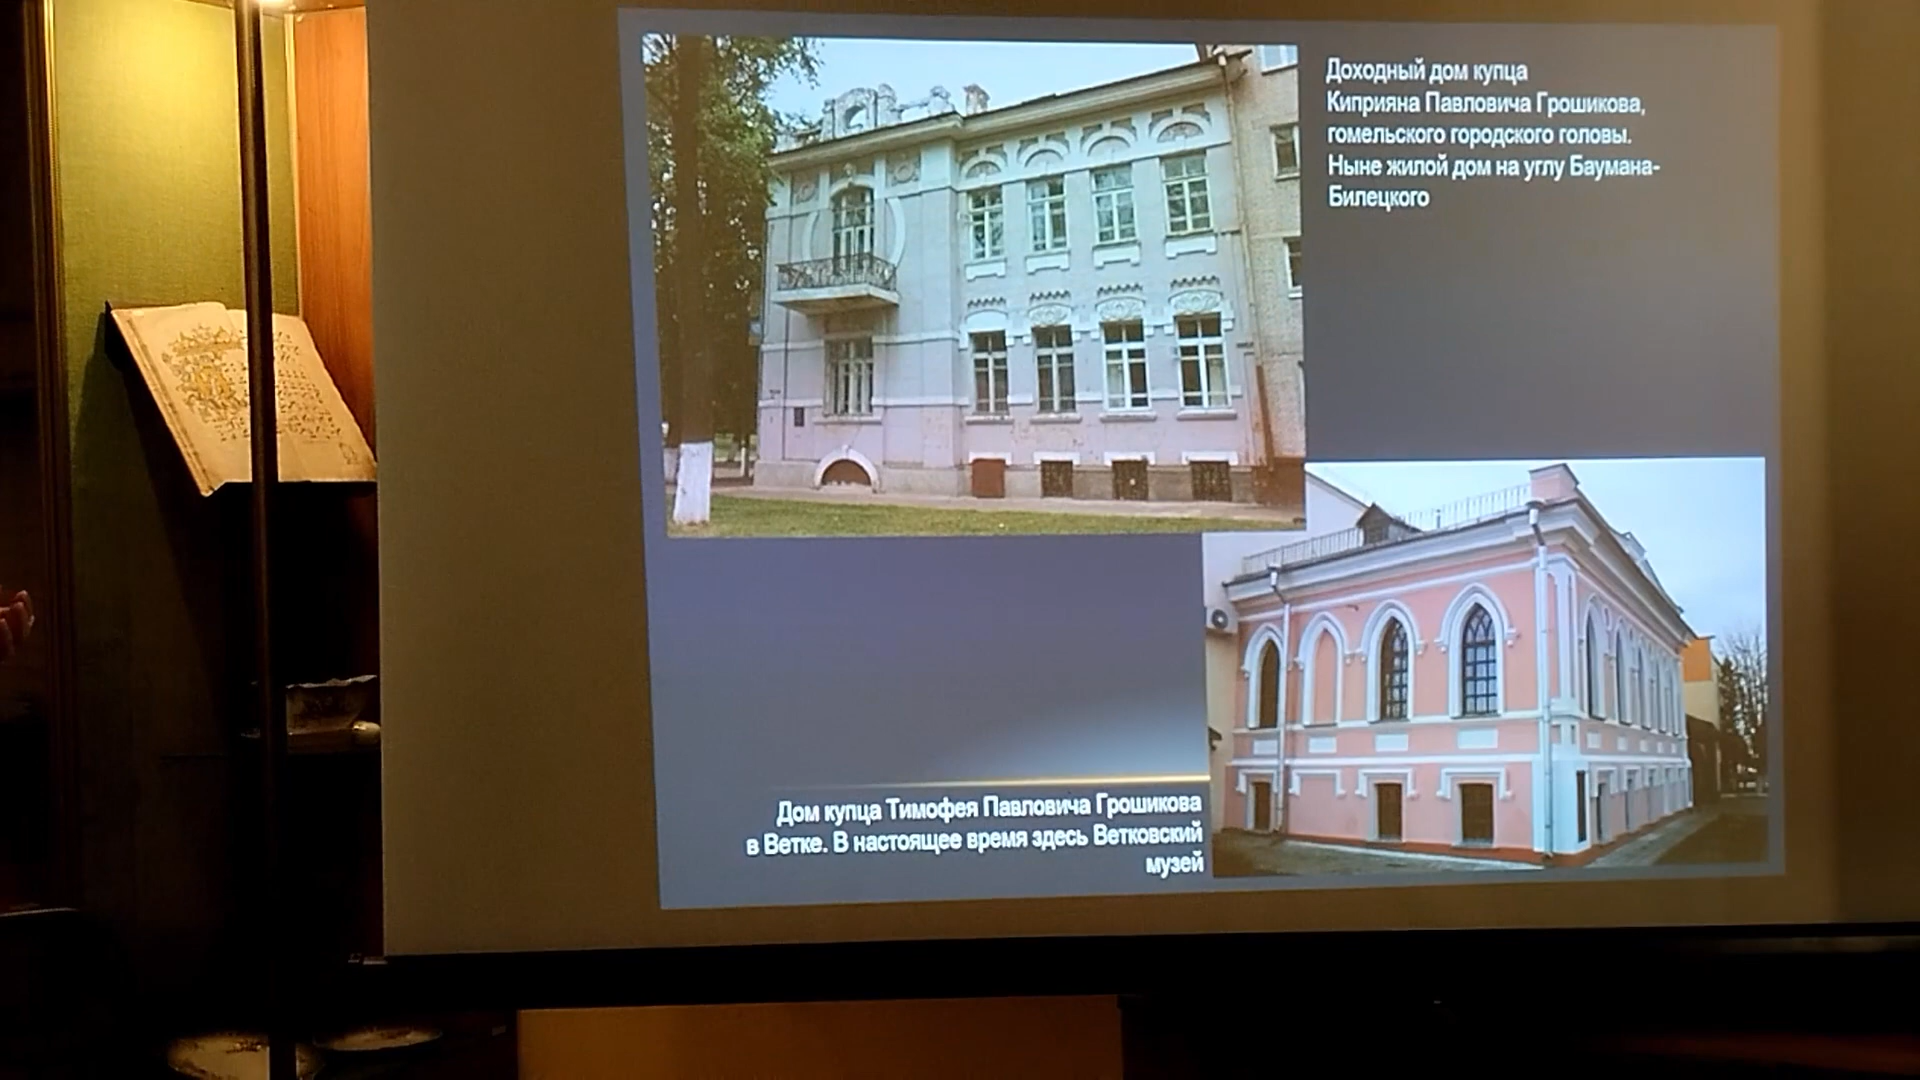 Доходный дом купца
Киприяна Павловича Грошикова,
гомельского городского головы.
Ныне жилой дом на углу Баумана-
Билецкого
Дом купца Тимофея Павловича Грошикова
в Ветке. В настоящее время здесь Ветковский
музей